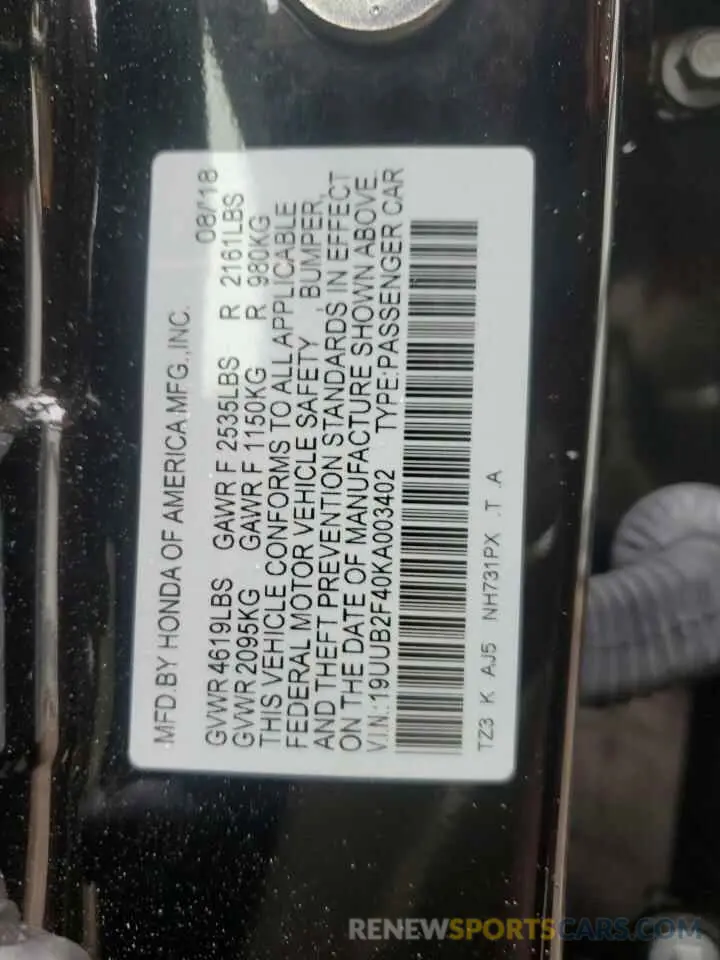 MFD.BY HONDA OF AMERICA MFG.,INC. 08/'18
GVWR 4619LBS GAWR F 2535LBS R 2161LBS
GVWR 2095KG GAWR F 1150KG R 980KG
THIS VEHICLE CONFORMS TO ALL APPLICABLE
FEDERAL MOTOR VEHICLE SAFETY , BUMPER,
AND THEFT PREVENTION STANDARDS IN EFFECT
ON THE DATE OF MANUFACTURE SHOWN ABOVE.
V.I.N.:19UUB2F40KA003402 TYPE:PASSENGER CAR
TZ3 K AJ5 NH731PX .T .A
RENEWSPORTSCARS.COM